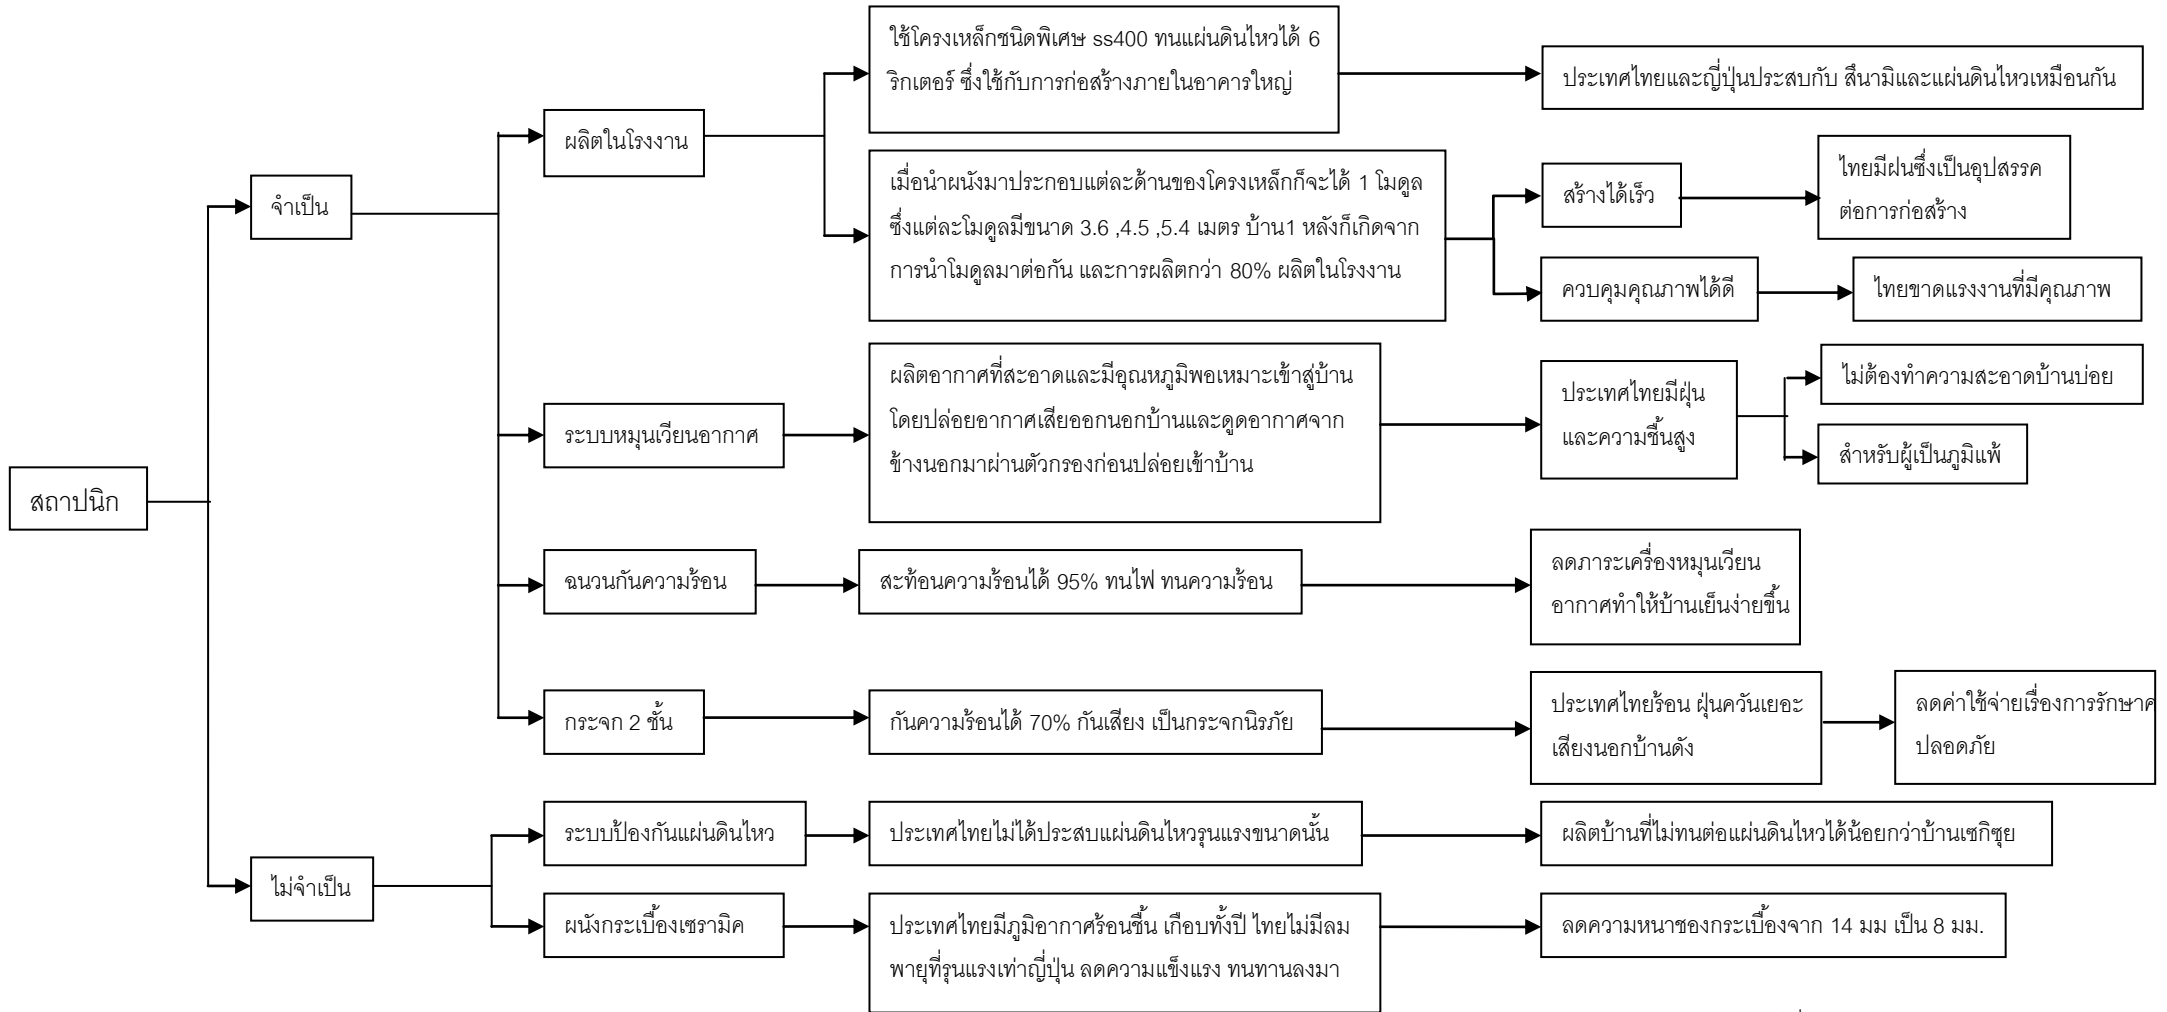 สถาปนิก
จำเป็น
ผลิตในโรงงาน
ใช้โครงเหล็กชนิดพิเศษ ss400 ทนแผ่นดินไหวได้ 6
ริกเตอร์ ซึ่งใช้กับการก่อสร้างภายในอาคารใหญ่
ประเทศไทยและญี่ปุ่นประสบกับ สึนามิและแผ่นดินไหวเหมือนกัน
เมื่อนำผนังมาประกอบแต่ละด้านของโครงเหล็กก็จะได้ 1 โมดูล
ซึ่งแต่ละโมดูลมีขนาด 3.6 ,4.5 ,5.4 เมตร บ้าน1 หลังก็เกิดจาก
การนำโมดูลมาต่อกัน และการผลิตกว่า 80% ผลิตในโรงงาน
สร้างได้เร็ว
ไทยมีฝนซึ่งเป็นอุปสรรค
ต่อการก่อสร้าง
ควบคุมคุณภาพได้ดี
ไทยขาดแรงงานที่มีคุณภาพ
ระบบหมุนเวียนอากาศ
ผลิตอากาศที่สะอาดและมีอุณหภูมิพอเหมาะเข้าสู่บ้าน
โดยปล่อยอากาศเสียออกนอกบ้านและดูดอากาศจาก
ข้างนอกมาผ่านตัวกรองก่อนปล่อยเข้าบ้าน
ประเทศไทยมีฝุ่น
และความชื้นสูง
ไม่ต้องทำความสะอาดบ้านบ่อย
สำหรับผู้เป็นภูมิแพ้
ฉนวนกันความร้อน
สะท้อนความร้อนได้ 95% ทนไฟ ทนความร้อน
ลดภาระเครื่องหมุนเวียน
อากาศทำให้บ้านเย็นง่ายขึ้น
กระจก 2 ชั้น
กันความร้อนได้ 70% กันเสียง เป็นกระจกนิรภัย
ประเทศไทยร้อน ฝุ่นควันเยอะ
เสียงนอกบ้านดัง
ลดค่าใช้จ่ายเรื่องการรักษาค
ปลอดภัย
ไม่จำเป็น
ระบบป้องกันแผ่นดินไหว
ประเทศไทยไม่ได้ประสบแผ่นดินไหวรุนแรงขนาดนั้น
ผลิตบ้านที่ไม่ทนต่อแผ่นดินไหวได้น้อยกว่าบ้านเซกิซุย
ผนังกระเบื้องเซรามิค
ประเทศไทยมีภูมิอากาศร้อนชื้น เกือบทั้งปี ไทยไม่มีลม
พายุที่รุนแรงเท่าญี่ปุ่น ลดความแข็งแรง ทนทานลงมา
ลดความหนาชองกระเบื้องจาก 14 มม เป็น 8 มม.